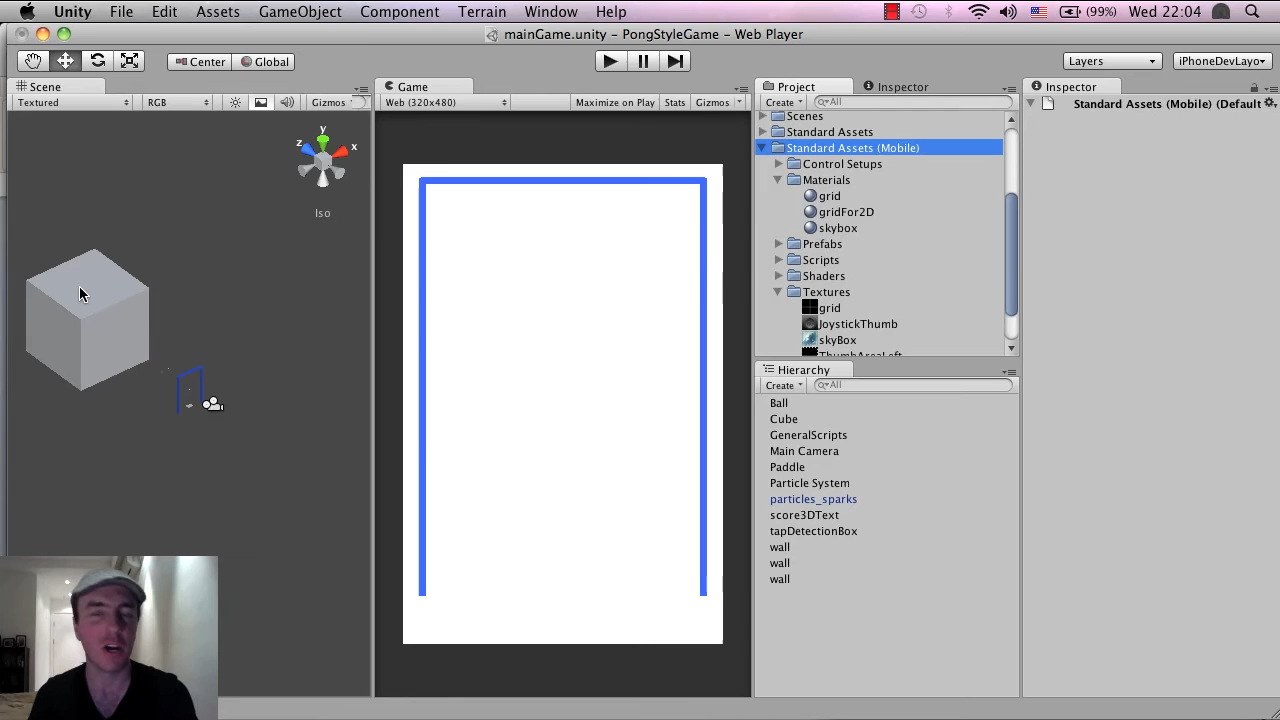 Unity File Edit Assets GameObject Component Terrain Window Help (99%) Wed 22:04
mainGame.unity – PongStyleGame – Web Player
Center Global Layers iPhoneDevLayo
Scene Game Project Inspector Inspector
Textured RGB Gizmos Web (320x480) Maximize on Play Stats Gizmos Create All Standard Assets (Mobile) (Default
Scenes
Standard Assets
Standard Assets (Mobile)
Control Setups
Materials
grid
gridFor2D
skybox
Prefabs
Scripts
Shaders
Textures
grid
JoystickThumb
skyBox
ThumbAreaLeft
y
z x
Iso
Hierarchy
Create All
Ball
Cube
GeneralScripts
Main Camera
Paddle
Particle System
particles_sparks
score3DText
tapDetectionBox
wall
wall
wall